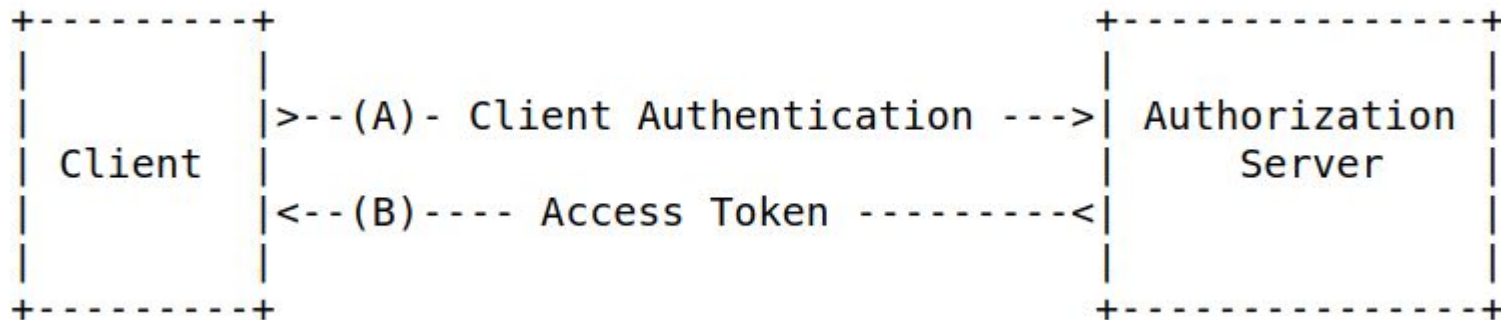 +---------+                                  +---------------+
|         |                                  |               |
|         |>--(A)- Client Authentication --->| Authorization |
| Client  |                                  |     Server    |
|         |<--(B)---- Access Token ---------<|               |
|         |                                  |               |
+---------+                                  +---------------+